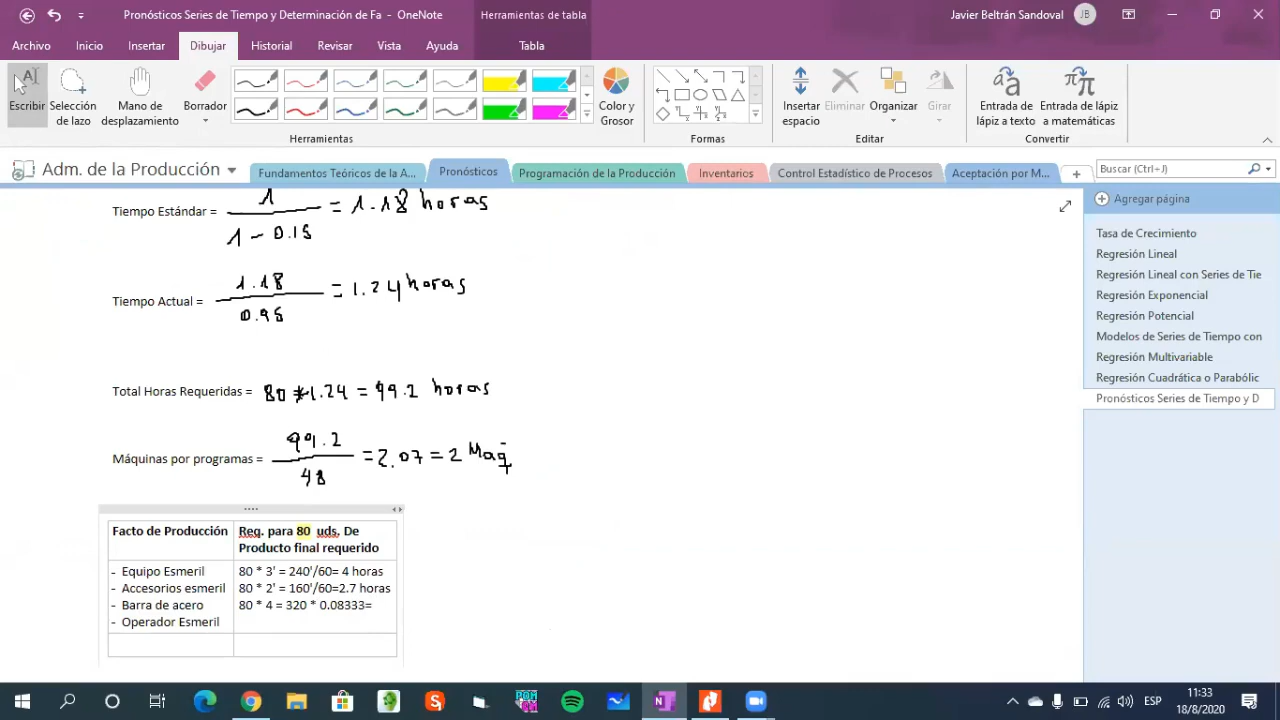 Pronósticos Series de Tiempo y Determinación de Fa - OneNote
Herramientas de tabla
Javier Beltrán Sandoval
JB
Archivo
Inicio
Insertar
Dibujar
Historial
Revisar
Vista
Ayuda
Tabla
Escribir
Selección de lazo
Mano de desplazamiento
Borrador
Color y Grosor
Insertar espacio
Eliminar
Organizar
Girar
Entrada de lápiz a texto
Entrada de lápiz a matemáticas
Herramientas
Formas
Editar
Convertir
Adm. de la Producción
Fundamentos Teóricos de la A...
Pronósticos
Programación de la Producción
Inventarios
Control Estadístico de Procesos
Aceptación por M...
Buscar (Ctrl+J)
Agregar página
Tasa de Crecimiento
Regresión Lineal
Regresión Lineal con Series de Tie
Regresión Exponencial
Regresión Potencial
Modelos de Series de Tiempo con
Regresión Multivariable
Regresión Cuadrática o Parabólic
Pronósticos Series de Tiempo y D
Tiempo Estándar = 1 / 1 - 0.15 = 1.18 horas
Tiempo Actual = 1.18 / 0.95 = 1.24 horas
Total Horas Requeridas = 80 * 1.24 = 99.2 horas
Máquinas por programas = 99.2 / 48 = 2.07 = 2 Maq
Facto de Producción
Req. para 80 uds. De
Producto final requerido
- Equipo Esmeril
80 * 3' = 240'/60= 4 horas
- Accesorios esmeril
80 * 2' = 160'/60=2.7 horas
- Barra de acero
80 * 4 = 320 * 0.08333=
- Operador Esmeril
ESP
11:33
18/8/2020